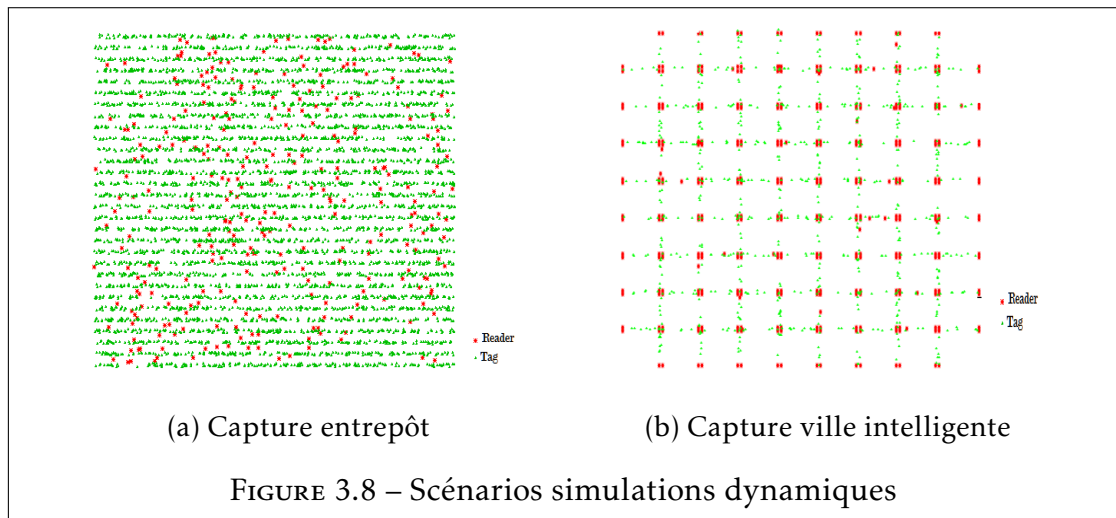 Reader
Tag
Reader
Tag
(a) Capture entrepôt
(b) Capture ville intelligente
FIGURE 3.8 – Scénarios simulations dynamiques